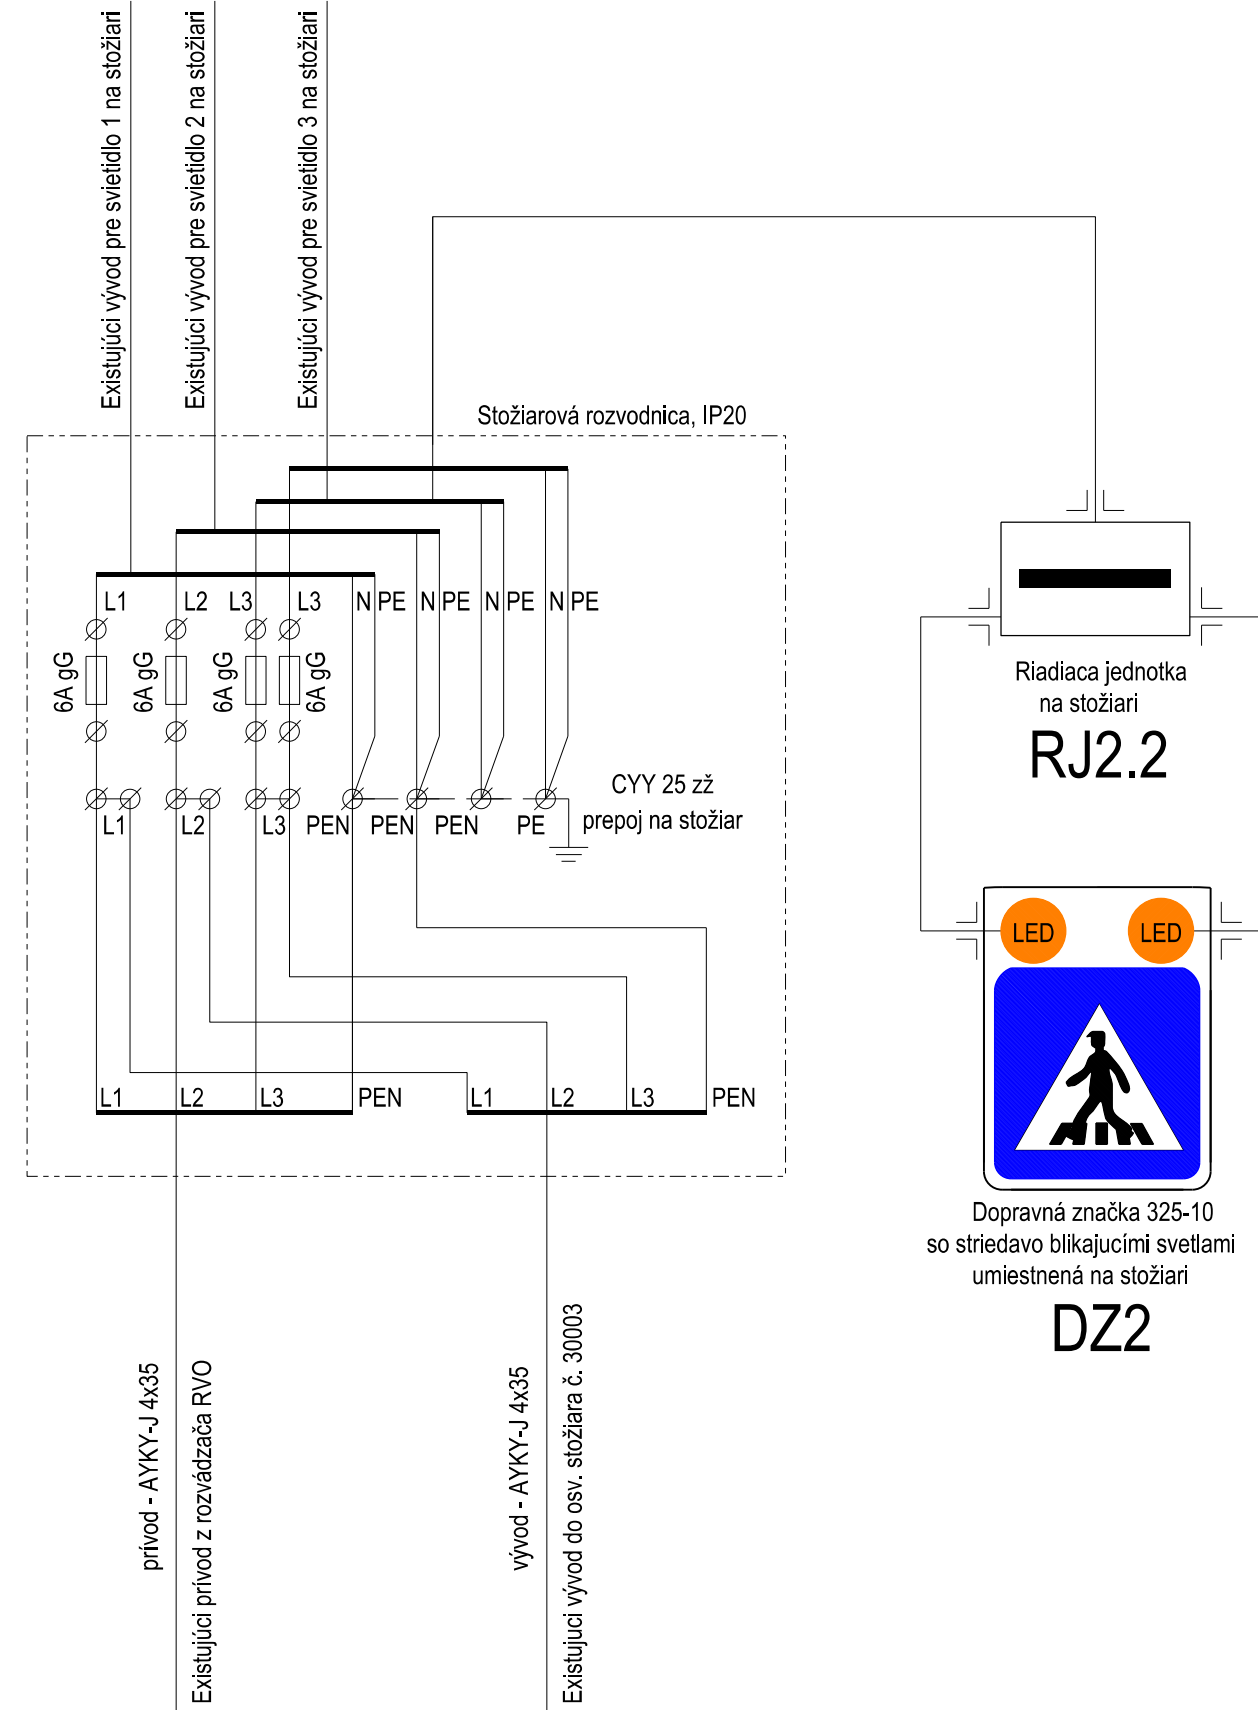 Existujúci vývod pre svietidlo 1 na stožiari
Existujúci vývod pre svietidlo 2 na stožiari
Existujúci vývod pre svietidlo 3 na stožiari
Stožiarová rozvodnica, IP20
L1 L2 L3 L3 N PE N PE N PE N PE
6A gG 6A gG 6A gG 6A gG
L1 L2 L3 PEN PEN PEN PE
CYY 25 zž
prepoj na stožiar
L1 L2 L3 PEN L1 L2 L3 PEN
prívod - AYKY-J 4x35
Existujúci prívod z rozvádzača RVO
vývod - AYKY-J 4x35
Existujuci vývod do osv. stožiara č. 30003
Riadiaca jednotka
na stožiari
RJ2.2
LED LED
Dopravná značka 325-10
so striedavo blikajucími svetlami
umiestnená na stožiari
DZ2